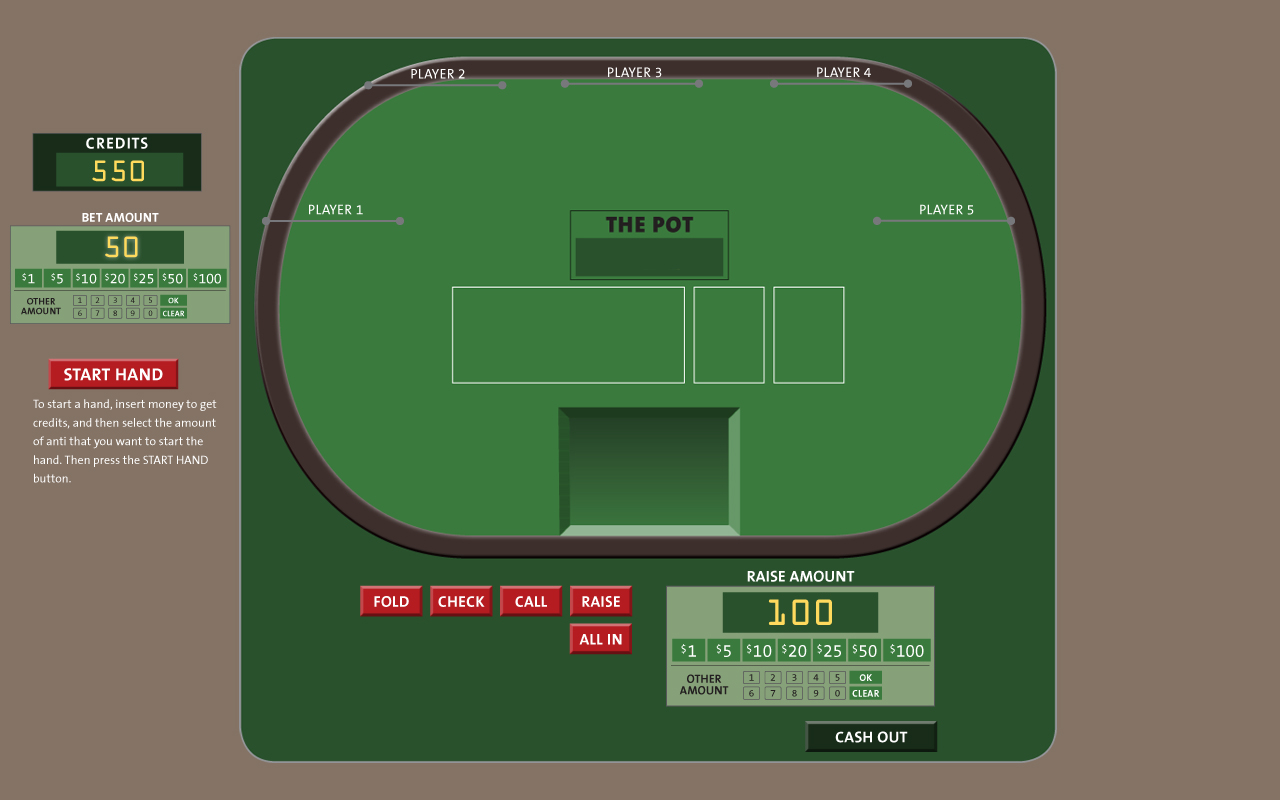 PLAYER 2
PLAYER 3
PLAYER 4
CREDITS
550
BET AMOUNT
50
$1 $5 $10 $20 $25 $50 $100
OTHER AMOUNT
1 2 3 4 5 OK
6 7 8 9 0 CLEAR
PLAYER 1
THE POT
PLAYER 5
START HAND
To start a hand, insert money to get
credits, and then select the amount
of anti that you want to start the
hand. Then press the START HAND
button.
FOLD
CHECK
CALL
RAISE
ALL IN
RAISE AMOUNT
100
$1 $5 $10 $20 $25 $50 $100
OTHER AMOUNT
1 2 3 4 5 OK
6 7 8 9 0 CLEAR
CASH OUT